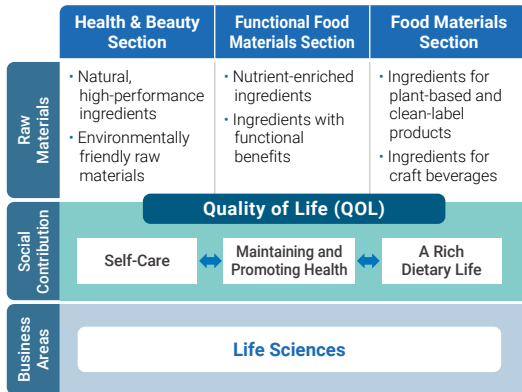 Health & Beauty
Section
Functional Food
Materials Section
Food Materials
Section
Raw
Materials
• Natural,
high-performance
ingredients
• Environmentally
friendly raw
materials
• Nutrient-enriched
ingredients
• Ingredients with
functional
benefits
• Ingredients for
plant-based and
clean-label
products
• Ingredients for
craft beverages
Social
Contribution
Quality of Life (QOL)
Self-Care
Maintaining and
Promoting Health
A Rich
Dietary Life
Business
Areas
Life Sciences